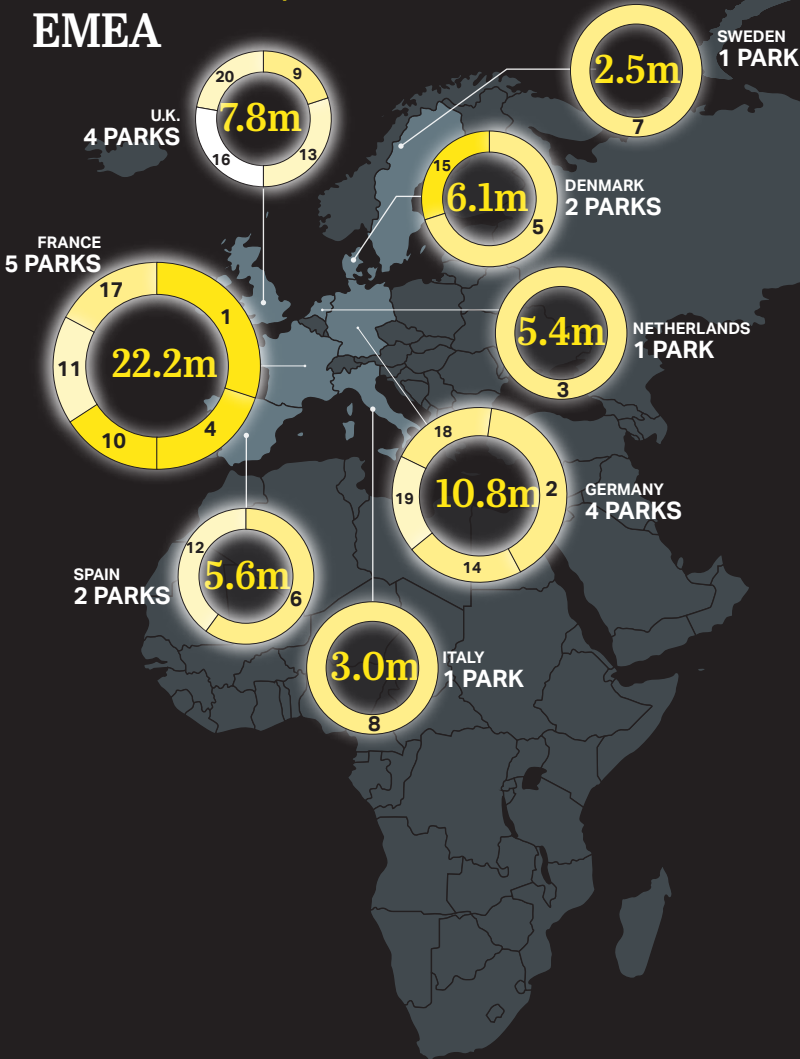 EMEA
SWEDEN
1 PARK
2.5m
7
U.K.
4 PARKS
7.8m
20
9
16
13
DENMARK
2 PARKS
6.1m
15
5
FRANCE
5 PARKS
22.2m
17
1
11
10
4
NETHERLANDS
1 PARK
5.4m
3
GERMANY
4 PARKS
10.8m
18
2
19
14
SPAIN
2 PARKS
5.6m
12
6
ITALY
1 PARK
3.0m
8